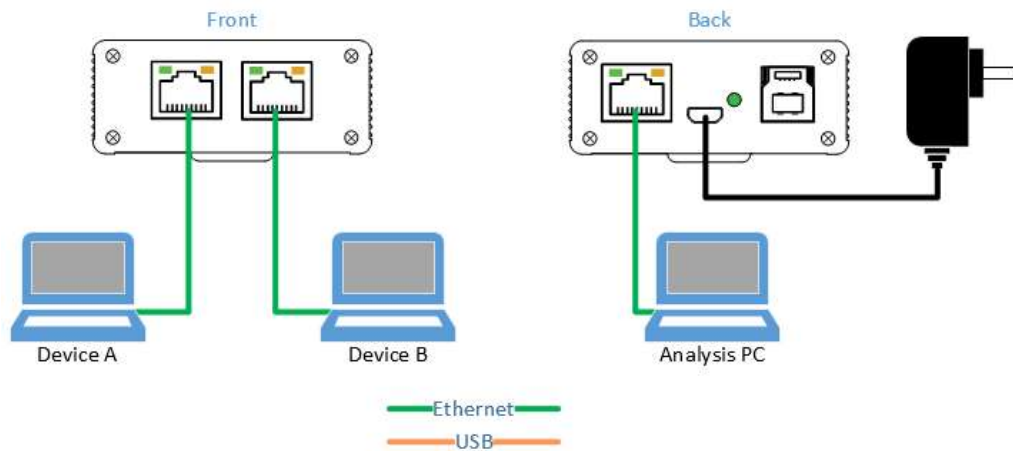 Front
Back
Device A
Device B
Analysis PC
Ethernet
USB